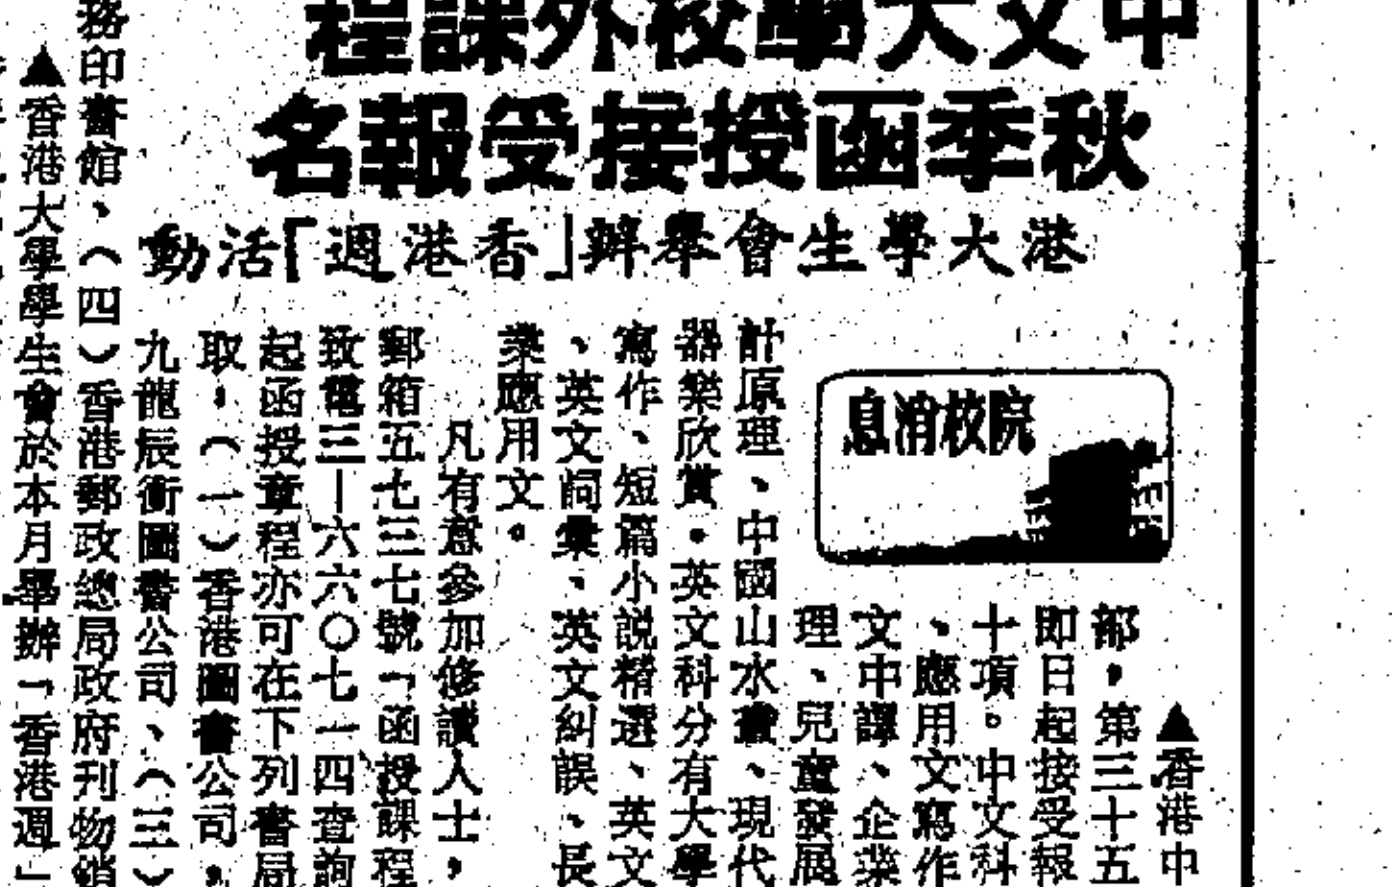 中文大學校外課程
秋季函授接受報名
港大學生會舉辦「香港週」活動
院校消息
▲香港中
部，第三十五
即日起接受報
十項。中文科
、應用文寫作
文中譯、企業
理、兒童發展
計原理、中國山水畫、現代
器樂欣賞。英文科分有大學
寫作、短篇小說精選、英文
、英文詞彙、英文糾誤、長
業應用文。
凡有意參加修讀人士，
郵箱五七三七號「函授課程
致電三—六六〇七一四查詢
起函授章程亦可在下列書局
取，（一）香港圖書公司，
九龍辰衝圖書公司、（三）
務印書館、（四）香港郵政總局政府刊物銷
▲香港大學學生會於本月舉辦「香港週」